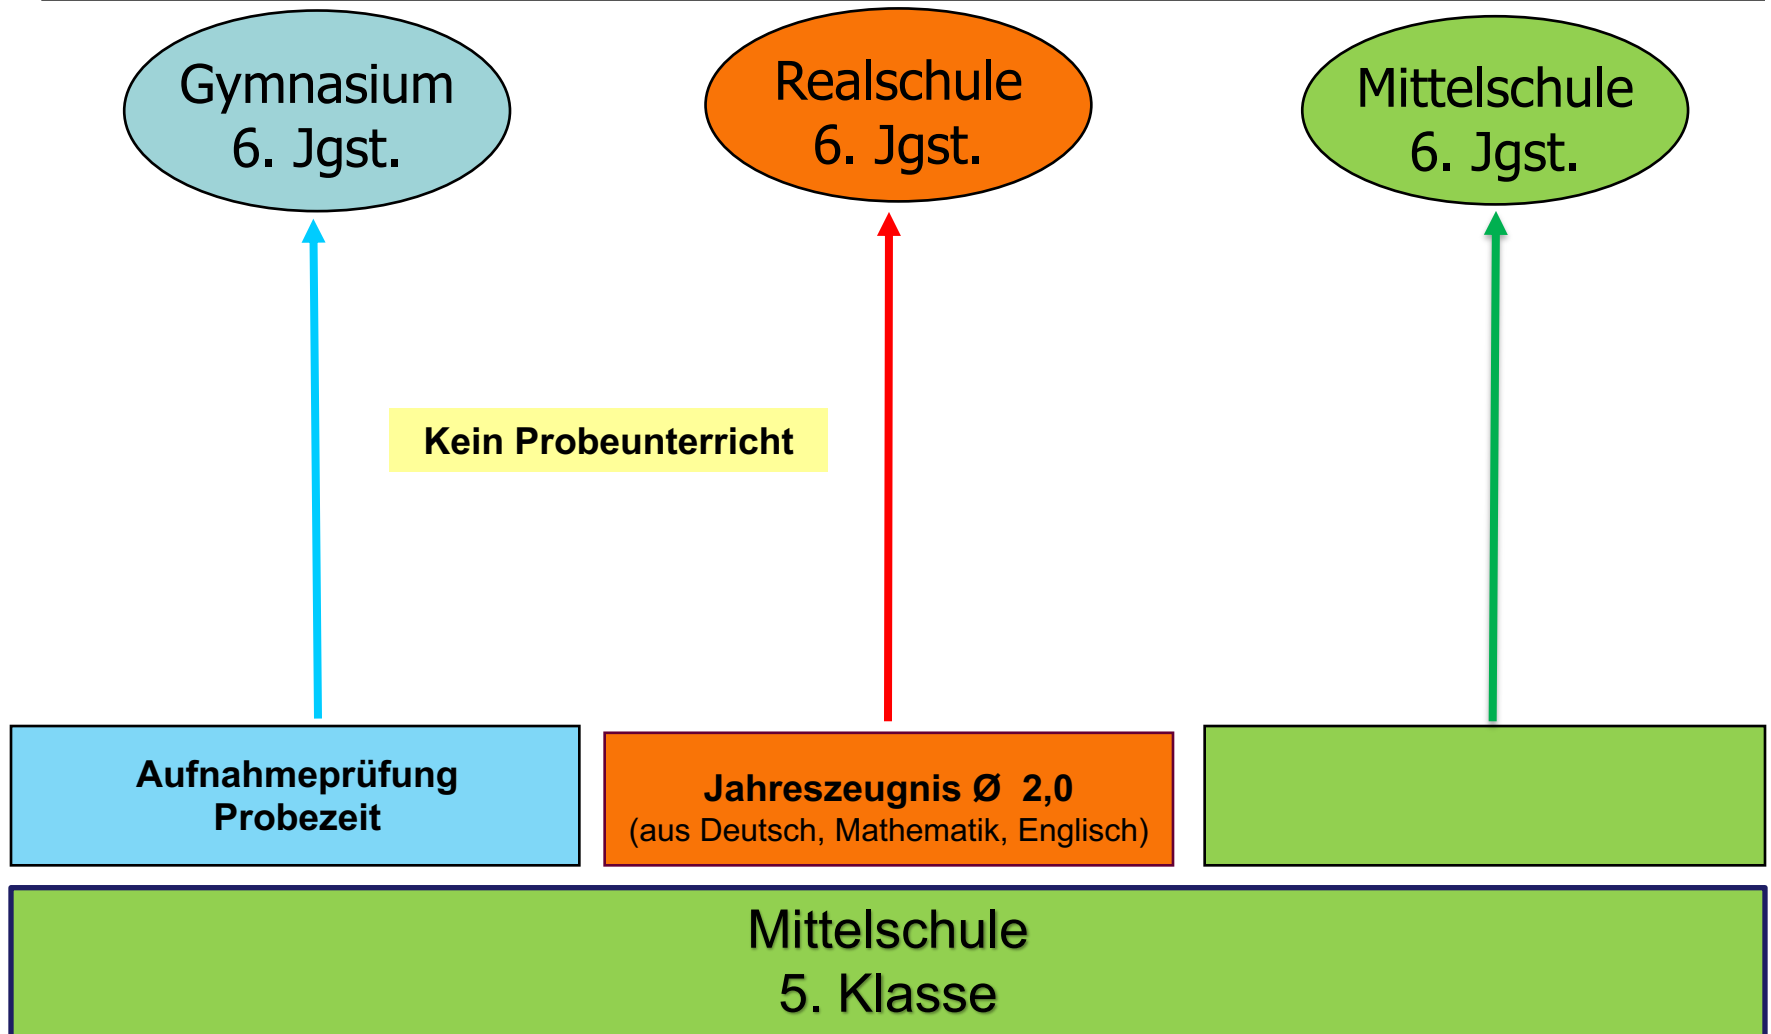 Gymnasium
6. Jgst.
Realschule
6. Jgst.
Mittelschule
6. Jgst.
Kein Probeunterricht
Aufnahmeprüfung
Probezeit
Jahreszeugnis Ø 2,0
(aus Deutsch, Mathematik, Englisch)
Mittelschule
5. Klasse